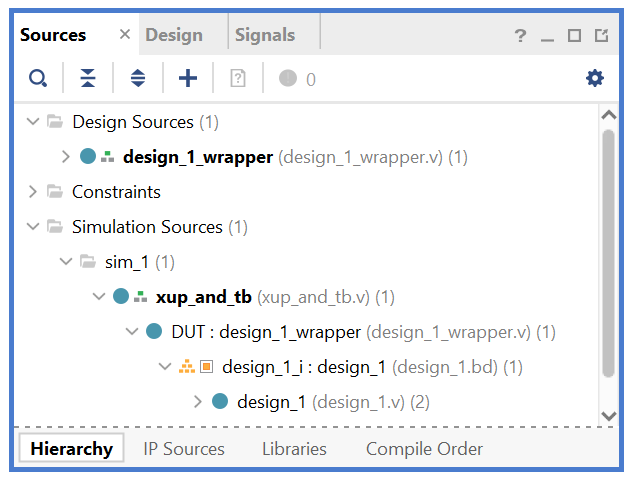 Sources × Design Signals ?
0
Design Sources (1)
design_1_wrapper (design_1_wrapper.v) (1)
Constraints
Simulation Sources (1)
sim_1 (1)
xup_and_tb (xup_and_tb.v) (1)
DUT : design_1_wrapper (design_1_wrapper.v) (1)
design_1_i : design_1 (design_1.bd) (1)
design_1 (design_1.v) (2)
Hierarchy IP Sources Libraries Compile Order